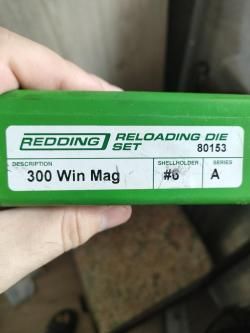 REDDING RELOADING DIE
SET 80153
DESCRIPTION SHELLHOLDER SERIES
300 Win Mag #6 A